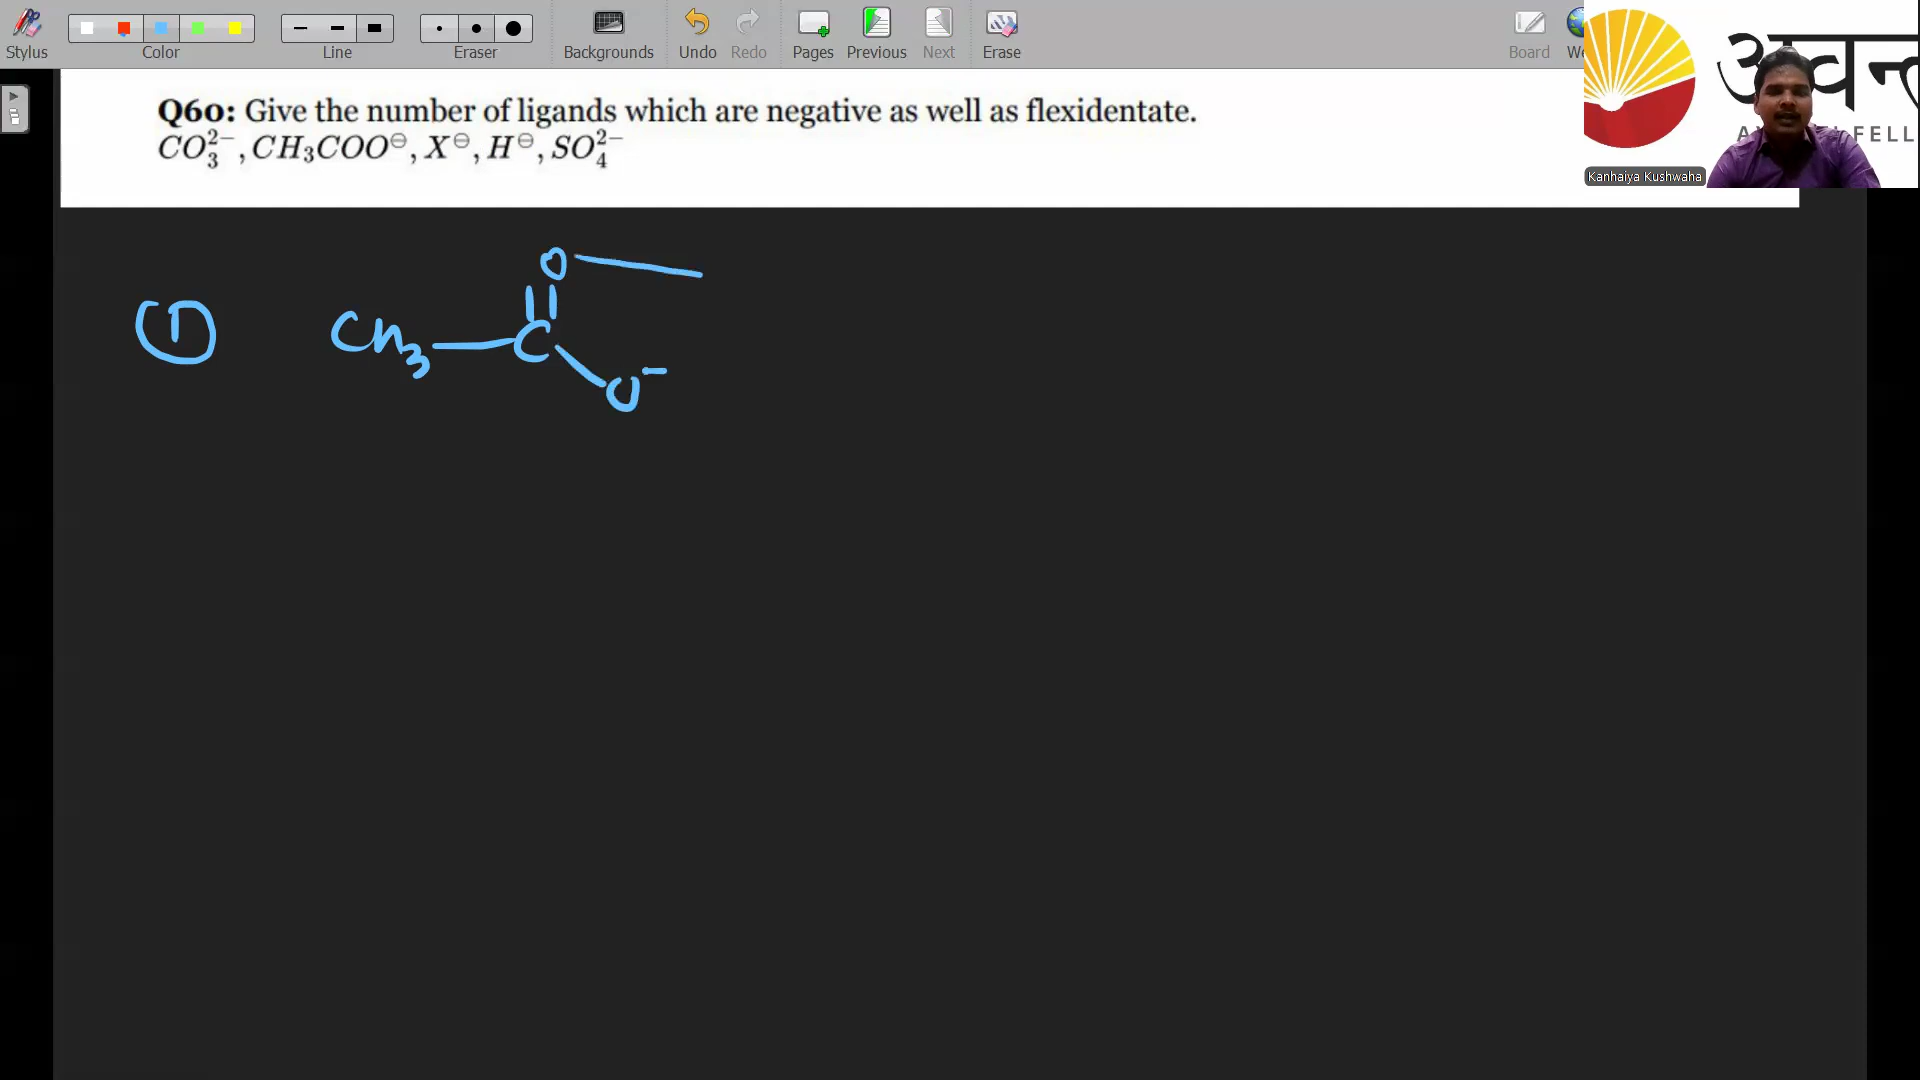 Stylus
Color
Line
Eraser
Backgrounds
Undo
Redo
Pages
Previous
Next
Erase
Board
Q60: Give the number of ligands which are negative as well as flexidentate.
CO₃²⁻, CH₃COO⊖, X⊖, H⊖, SO₄²⁻
Kanhaiya Kushwaha
① CH₃—C
O
O⁻